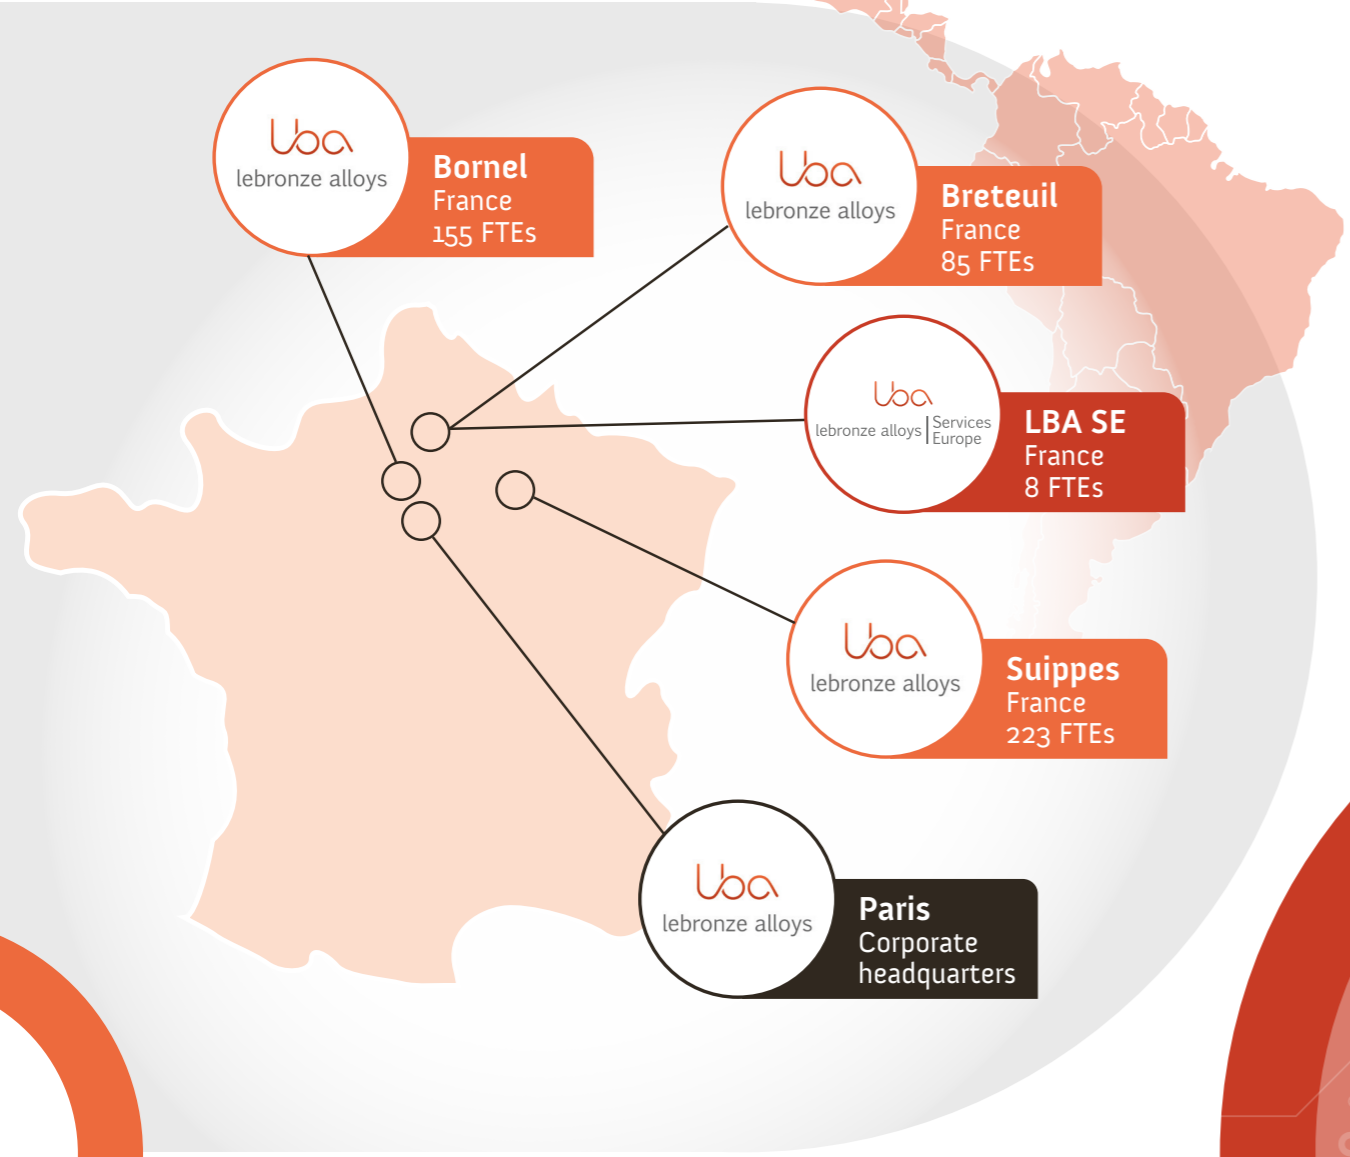 lba
lebronze alloys
Bornel
France
155 FTEs
lba
lebronze alloys
Breteuil
France
85 FTEs
lba
lebronze alloys | Services
Europe
LBA SE
France
8 FTEs
lba
lebronze alloys
Suippes
France
223 FTEs
lba
lebronze alloys
Paris
Corporate
headquarters